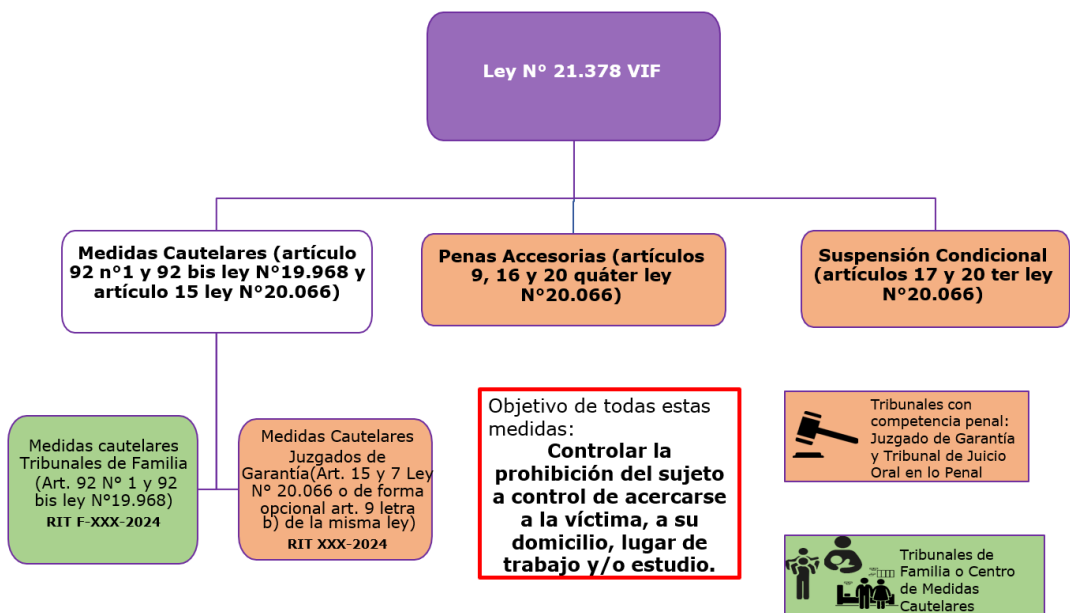 Ley N° 21.378 VIF
Medidas Cautelares (artículo
92 n°1 y 92 bis ley N°19.968 y
artículo 15 ley N°20.066)
Penas Accesorias (artículos
9, 16 y 20 quáter ley
N°20.066)
Suspensión Condicional
(artículos 17 y 20 ter ley
N°20.066)
Medidas cautelares
Tribunales de Familia
(Art. 92 N° 1 y 92
bis ley N°19.968)
RIT F-XXX-2024
Medidas Cautelares
Juzgados de
Garantía(Art. 15 y 7 Ley
N° 20.066 o de forma
opcional art. 9 letra
b) de la misma ley)
RIT XXX-2024
Objetivo de todas estas
medidas:
Controlar la
prohibición del sujeto
a control de acercarse
a la víctima, a su
domicilio, lugar de
trabajo y/o estudio.
Tribunales con
competencia penal:
Juzgado de Garantía
y Tribunal de Juicio
Oral en lo Penal
Tribunales de
Familia o Centro
de Medidas
Cautelares